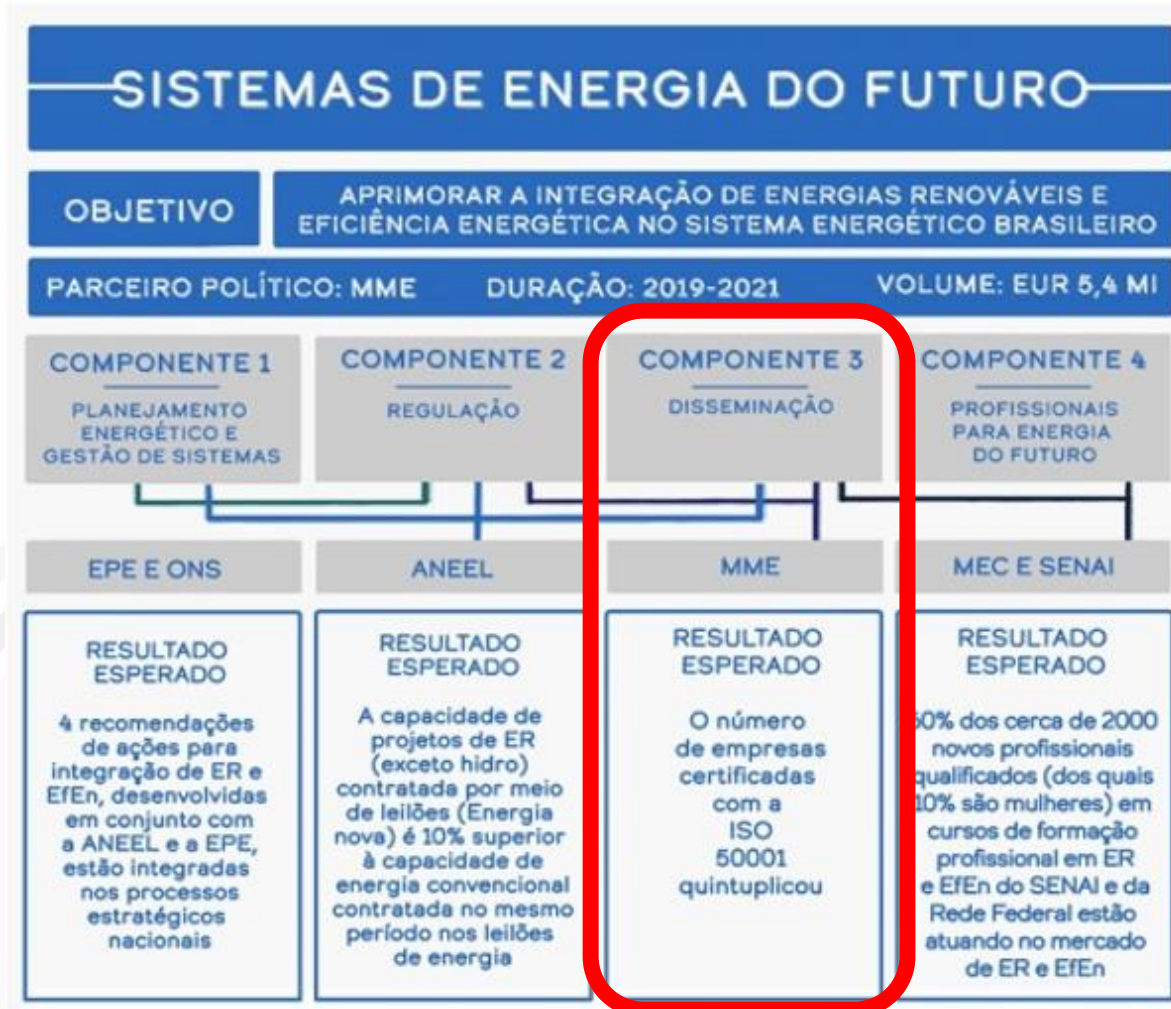 SISTEMAS DE ENERGIA DO FUTURO
OBJETIVO
APRIMORAR A INTEGRAÇÃO DE ENERGIAS RENOVÁVEIS E
EFICIÊNCIA ENERGÉTICA NO SISTEMA ENERGÉTICO BRASILEIRO
PARCEIRO POLÍTICO: MME DURAÇÃO: 2019-2021 VOLUME: EUR 5,4 MI
COMPONENTE 1
PLANEJAMENTO
ENERGÉTICO E
GESTÃO DE SISTEMAS
COMPONENTE 2
REGULAÇÃO
COMPONENTE 3
DISSEMINAÇÃO
COMPONENTE 4
PROFISSIONAIS
PARA ENERGIA
DO FUTURO
EPE E ONS
ANEEL
MME
MEC E SENAI
RESULTADO
ESPERADO
4 recomendações
de ações para
integração de ER e
EfEn, desenvolvidas
em conjunto com
a ANEEL e a EPE,
estão integradas
nos processos
estratégicos
nacionais
RESULTADO
ESPERADO
A capacidade de
projetos de ER
(exceto hidro)
contratada por meio
de leilões (Energia
nova) é 10% superior
à capacidade de
energia convencional
contratada no mesmo
período nos leilões
de energia
RESULTADO
ESPERADO
O número
de empresas
certificadas
com a
ISO
50001
quintuplicou
RESULTADO
ESPERADO
dos cerca de 2000
novos profissionais
qualificados (dos quais
10% são mulheres) em
cursos de formação
profissional em ER
e EfEn do SENAI e da
Rede Federal estão
atuando no mercado
de ER e EfEn